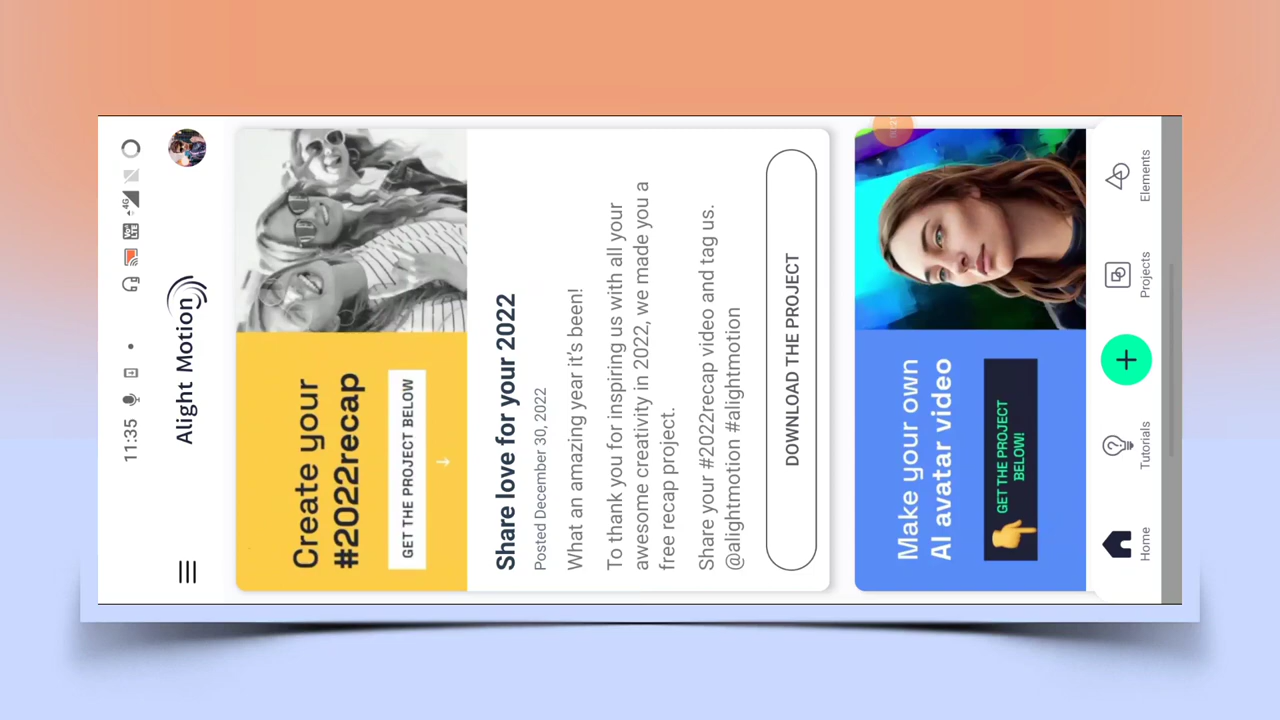 11:35
4G
Vo
LTE
Alight Motion
Create your
#2022recap
GET THE PROJECT BELOW
Share love for your 2022
Posted December 30, 2022
What an amazing year it's been!
To thank you for inspiring us with all your
awesome creativity in 2022, we made you a
free recap project.
Share your #2022recap video and tag us.
@alightmotion #alightmotion
DOWNLOAD THE PROJECT
Make your own
AI avatar video
GET THE PROJECT
BELOW!
Home
Tutorials
Projects
Elements